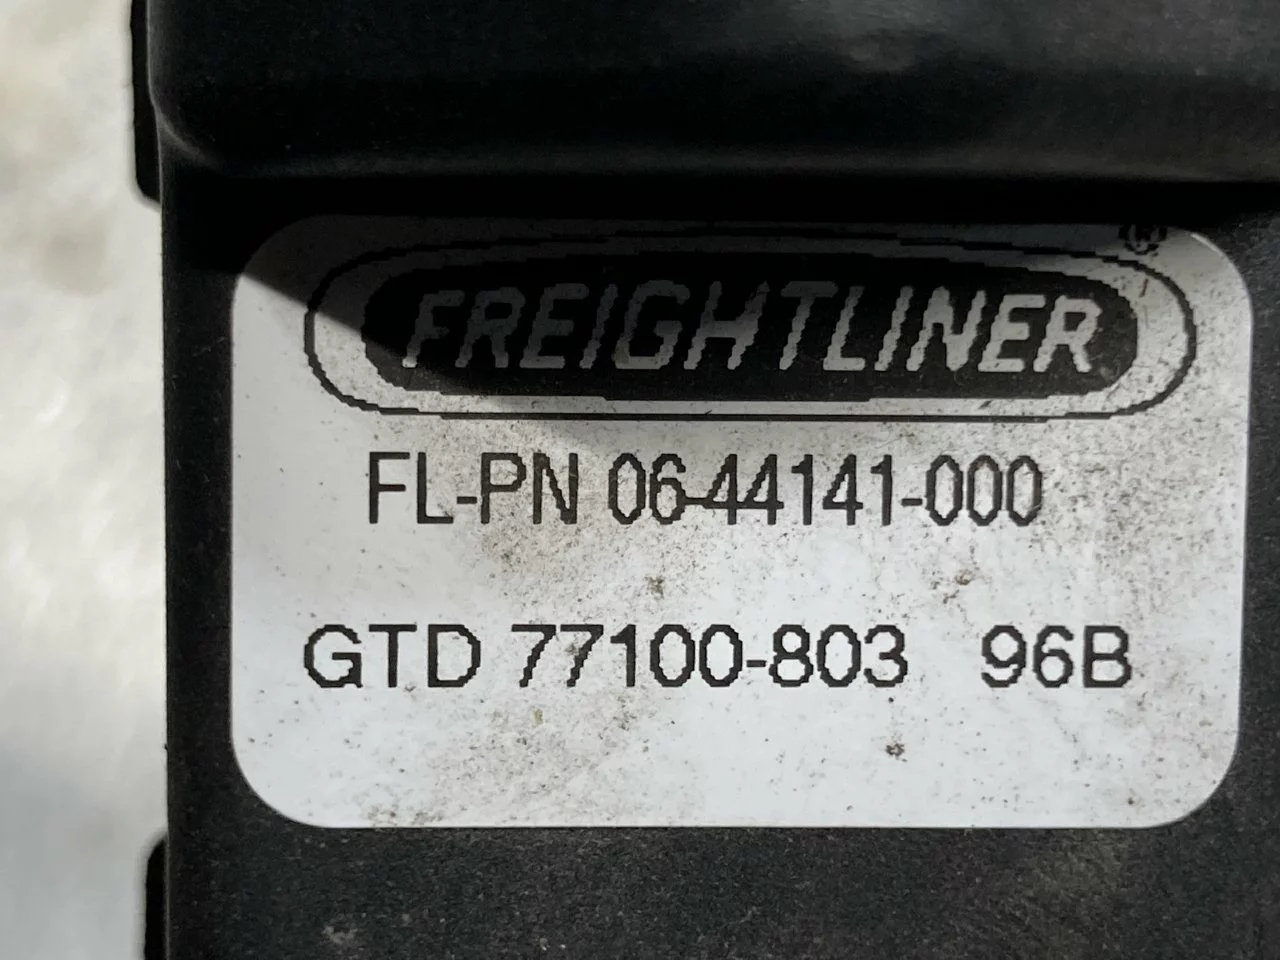 FREIGHTLINER®
FL-PN 06-44141-000
GTD 77100-803 96B